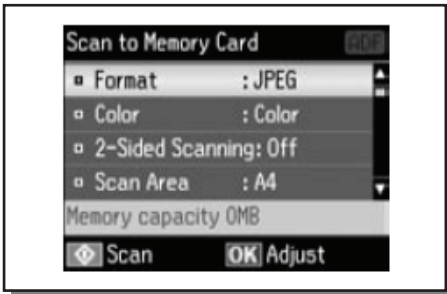 Scan to Memory Card ADF
Format : JPEG
Color : Color
2-Sided Scanning: Off
Scan Area : A4
Memory capacity 0MB
Scan OK Adjust